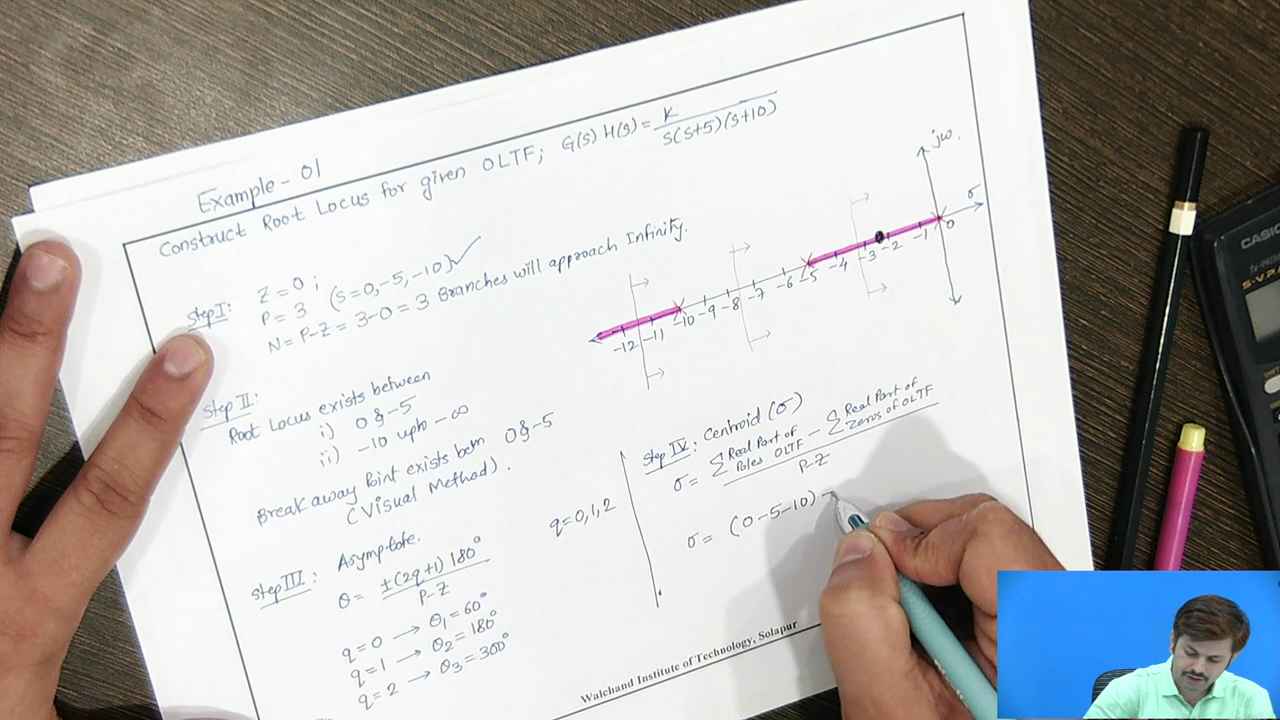 Example - 01
Construct Root Locus for given OLTF; G(s) H(s) = K / s(s+5)(s+10)
Step I: Z = 0 ;
P = 3 (s = 0, -5, -10) ✓
N = P-Z = 3-0 = 3 Branches will approach Infinity.
Step II:
Root Locus exists between
i) 0 & -5
ii) -10 upto -∞
Break away Point exists betn 0 & -5
(Visual Method).
Step III: Asymptote.
θ = ±(2q+1) 180° / P-Z
q = 0, 1, 2
q = 0 → θ1 = 60°
q = 1 → θ2 = 180°
q = 2 → θ3 = 300°
jω.
σ
-12 -11 -10 -9 -8 -7 -6 -5 -4 -3 -2 -1 0
Step IV: Centroid (σ)
σ = Σ Real Part of Poles OLTF - Σ Real Part of Zeros of OLTF / P-Z
σ = (0-5-10) -
Walchand Institute of Technology, Solapur
CASIO